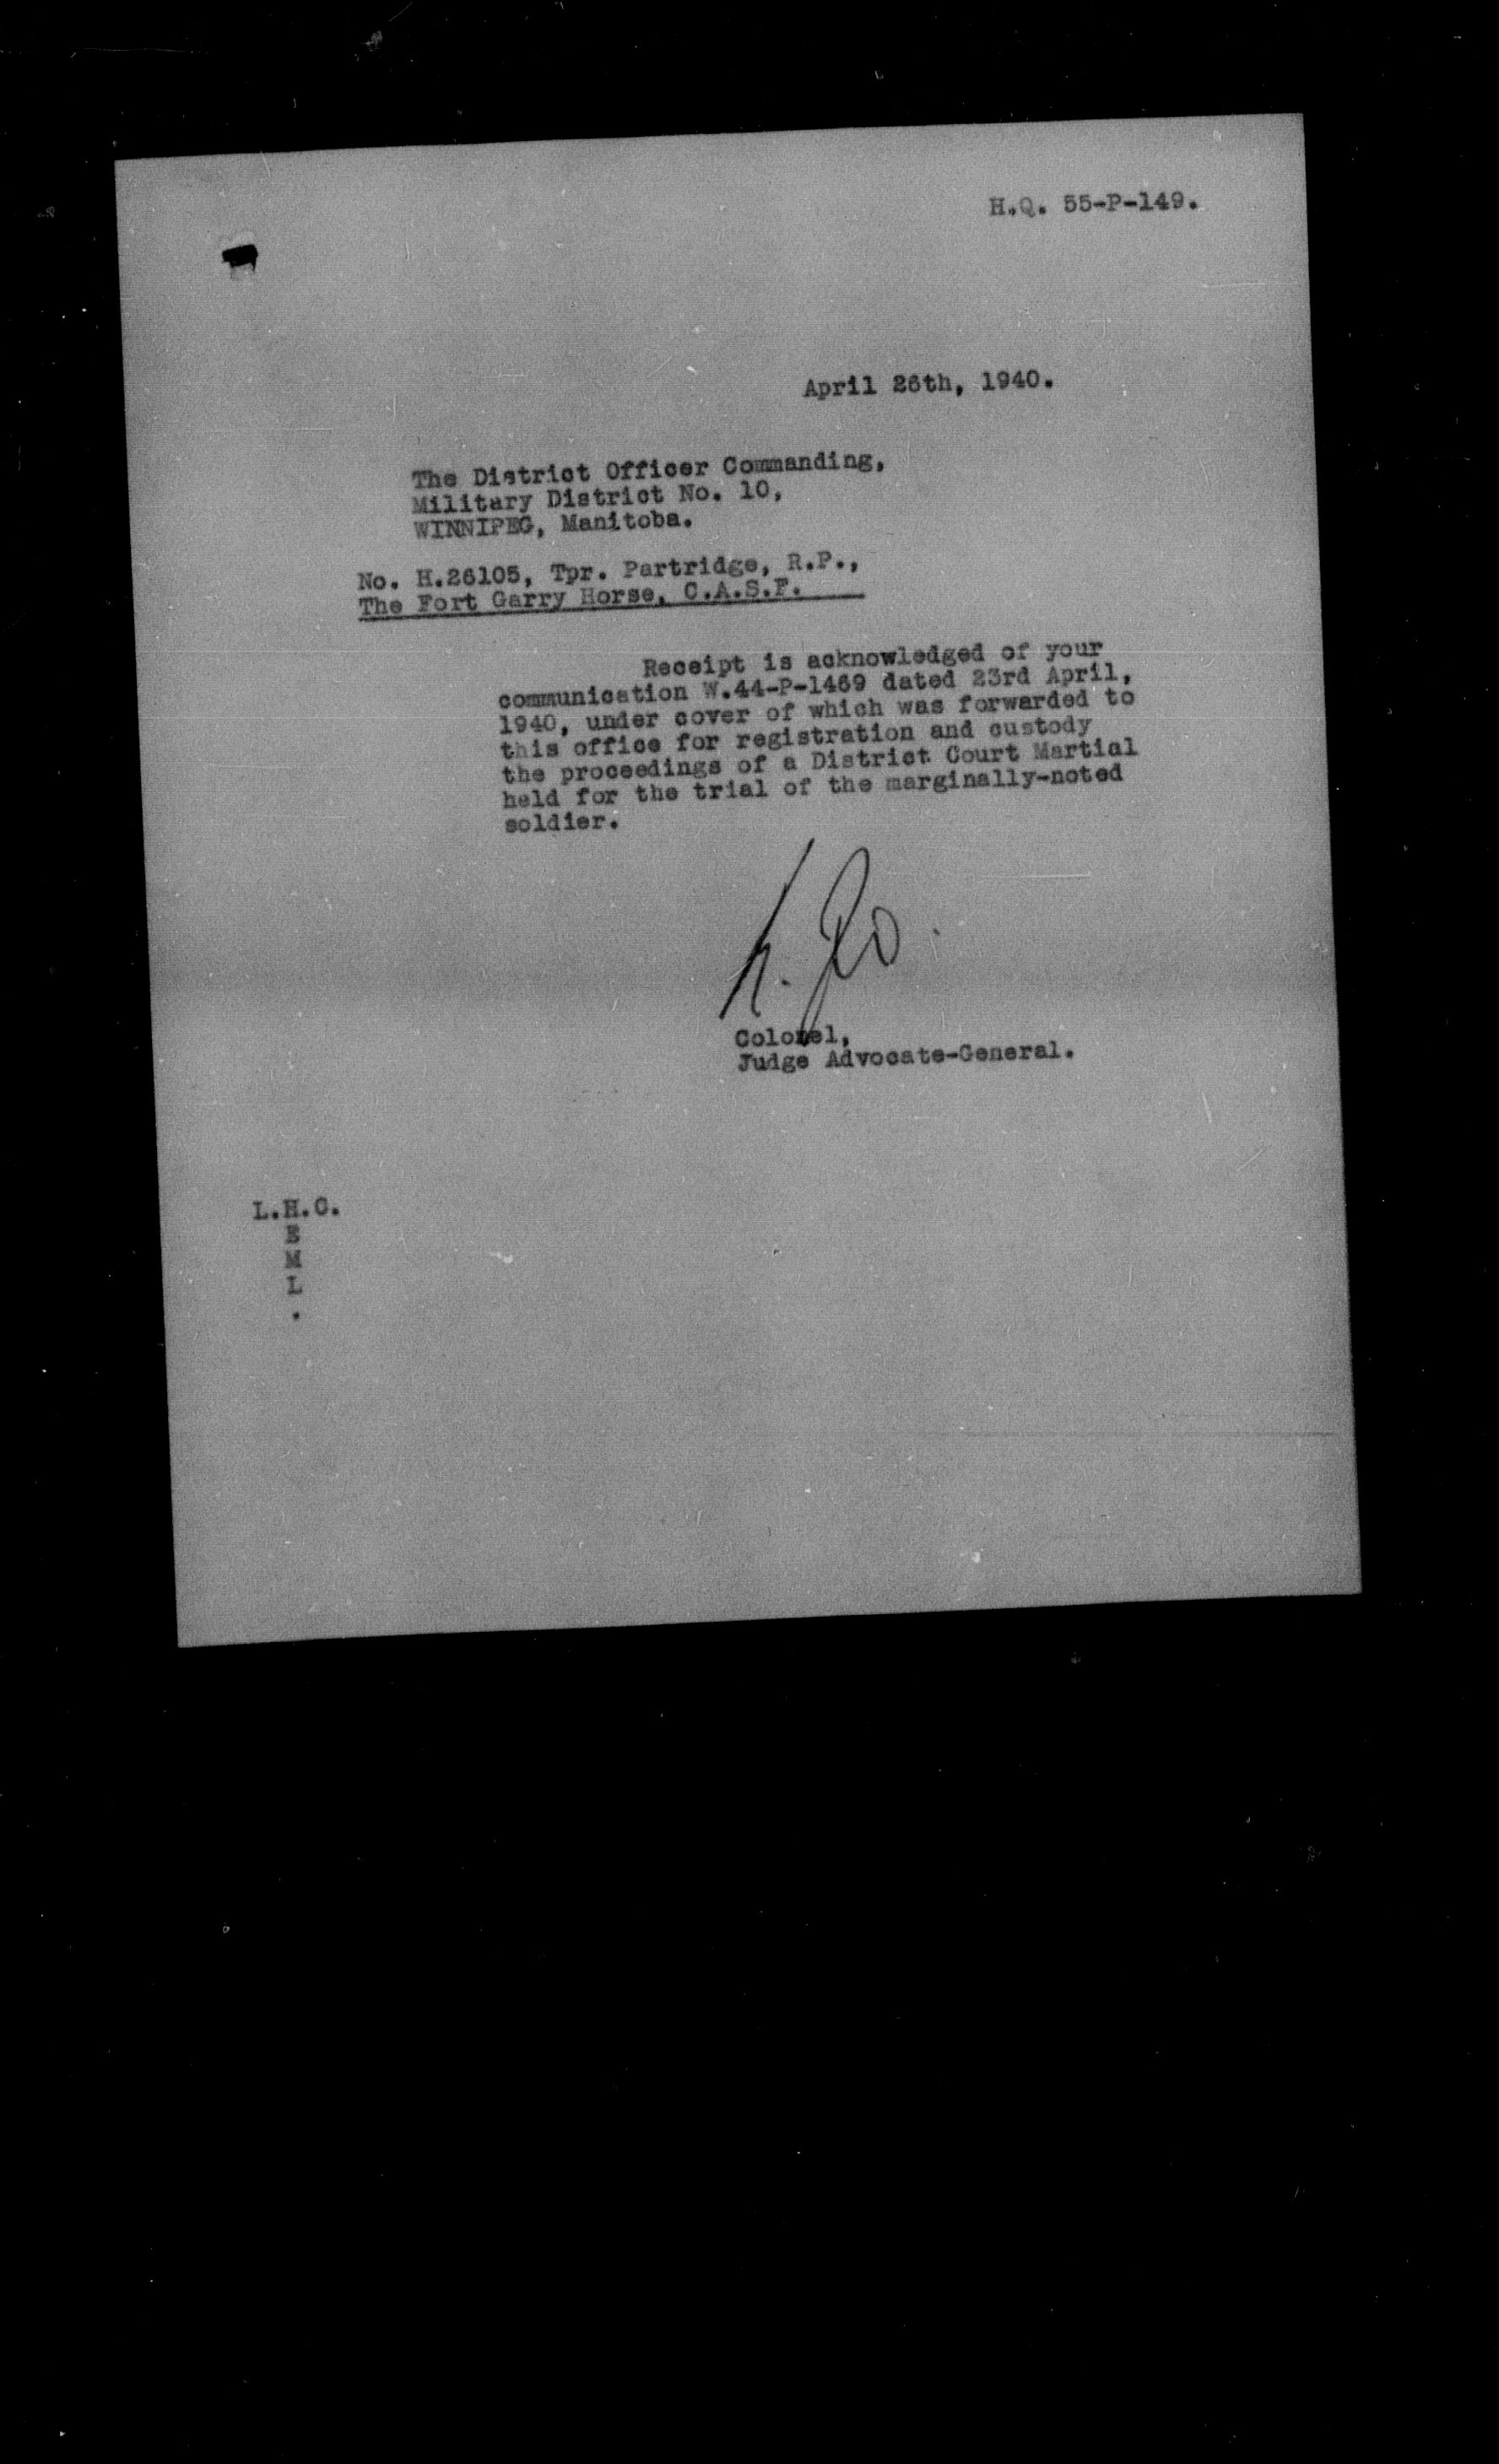 H.Q. 55-P-149.
April 26th, 1940.
The District Officer Commanding,
Military District No. 10,
WINNIPEG, Manitoba.
No. H.26105, Tpr. Partridge, R.P.,
The Fort Garry Horse, C.A.S.F.
Receipt is acknowledged of your
communication W.44-P-1469 dated 23rd April,
1940, under cover of which was forwarded to
this office for registration and custody
the proceedings of a District Court Martial
held for the trial of the marginally-noted
soldier.
Colonel,
Judge Advocate-General.
L.H.C.
E
M
L
.